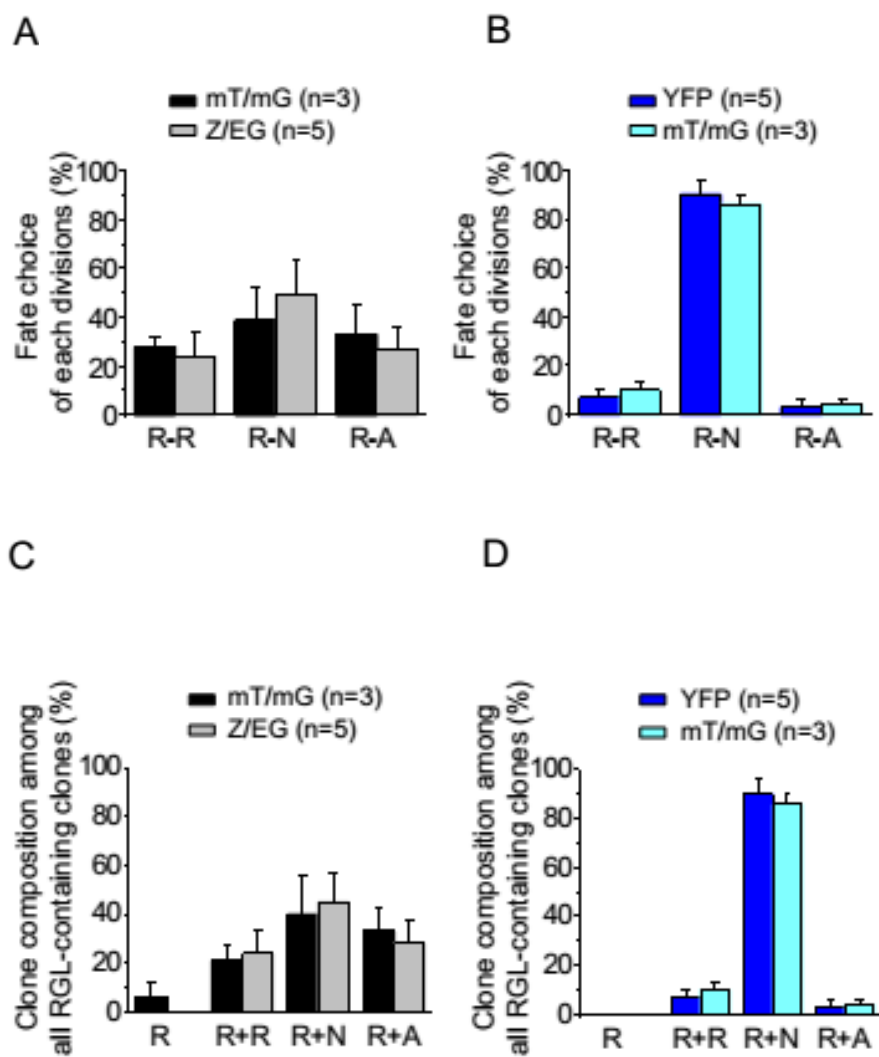 A
mT/mG (n=3)
Z/EG (n=5)
Fate choice
of each divisions (%)
100
80
60
40
20
0
R-R R-N R-A
B
YFP (n=5)
mT/mG (n=3)
Fate choice
of each divisions (%)
100
80
60
40
20
0
R-R R-N R-A
C
mT/mG (n=3)
Z/EG (n=5)
Clone composition among
all RGL-containing clones (%)
100
80
60
40
20
0
R R+R R+N R+A
D
YFP (n=5)
mT/mG (n=3)
Clone composition among
all RGL-containing clones (%)
100
80
60
40
20
0
R R+R R+N R+A